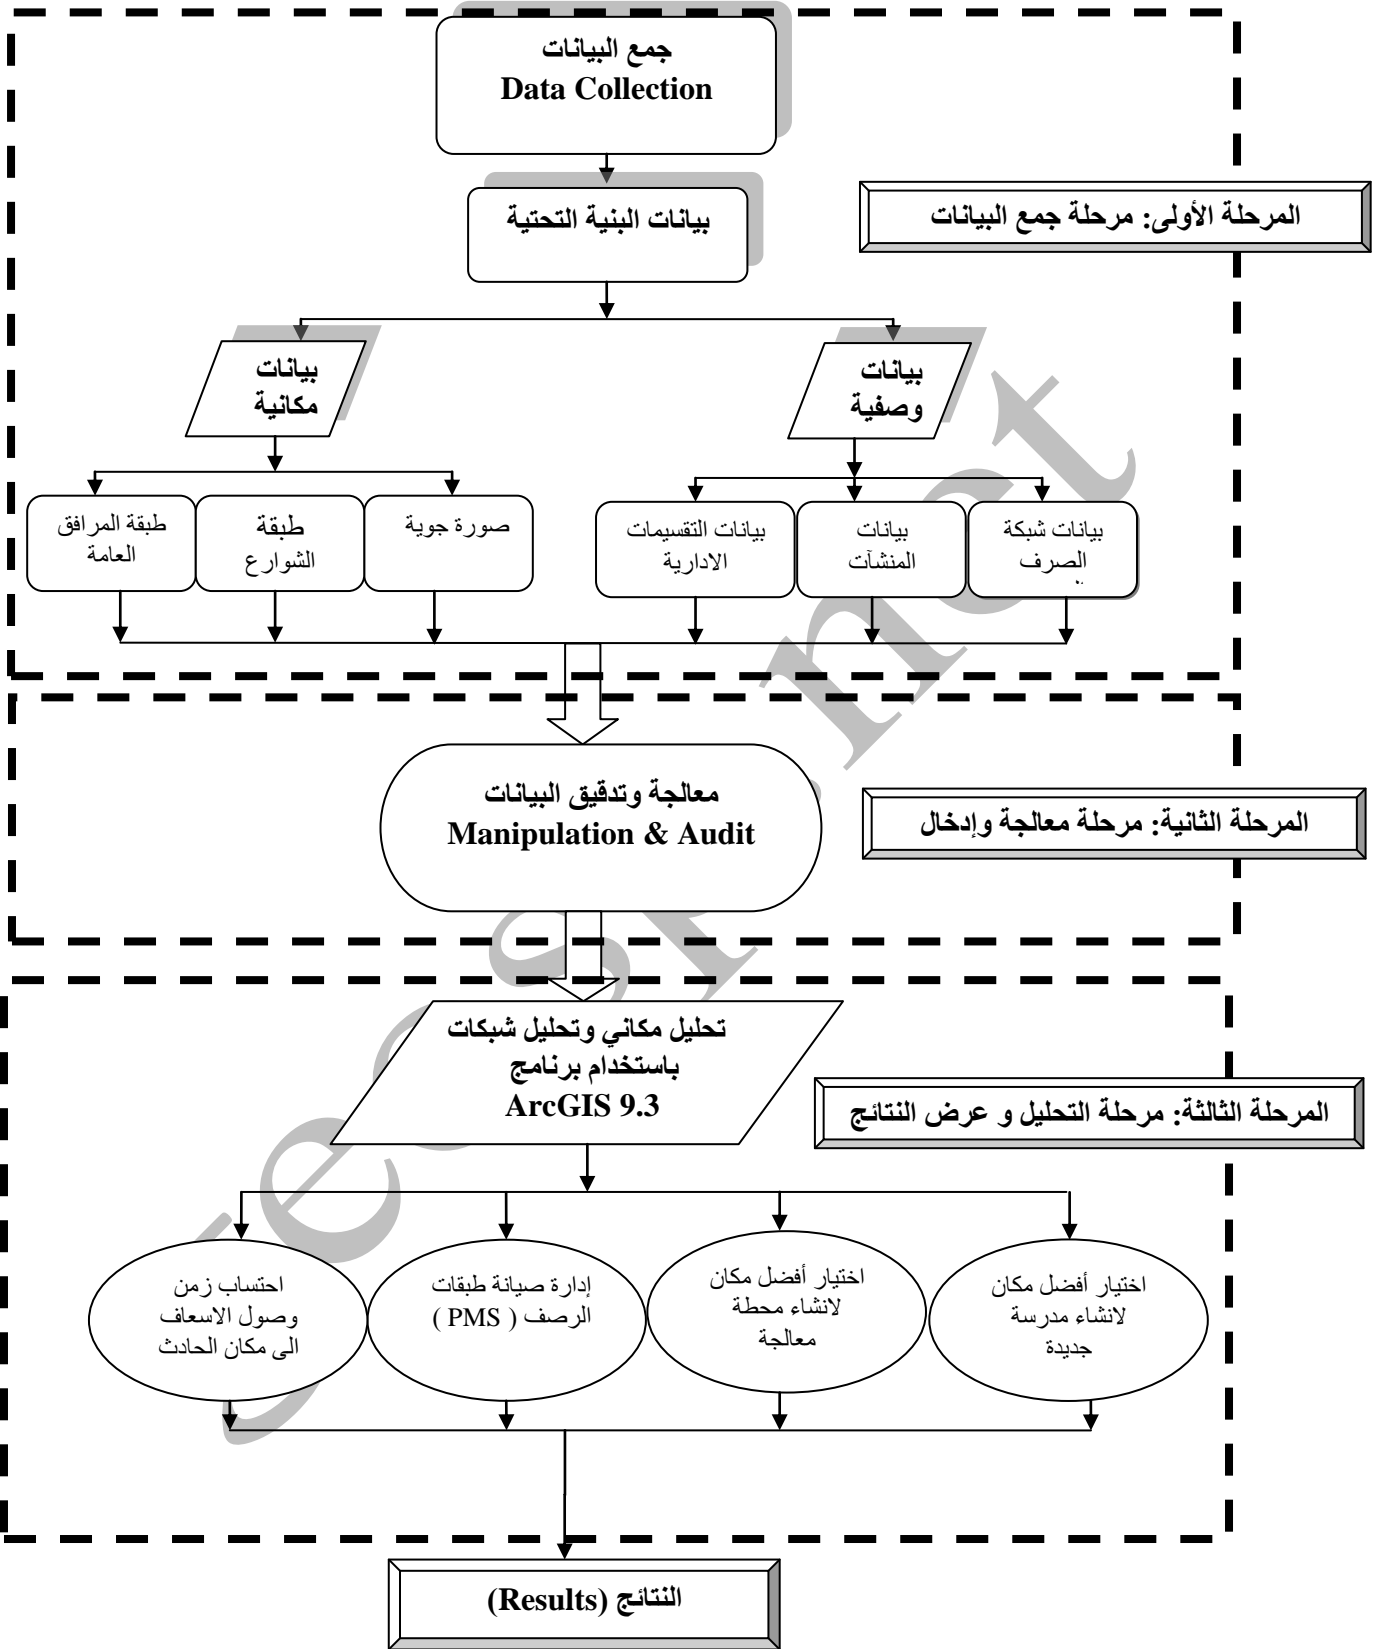 جمع البيانات
Data Collection
بيانات البنية التحتية
المرحلة الأولى: مرحلة جمع البيانات
بيانات
وصفية
بيانات
مكانية
بيانات شبكة
الصرف
بيانات
المنشآت
بيانات التقسيمات
الادارية
صورة جوية
طبقة
الشوارع
طبقة المرافق
العامة
معالجة وتدقيق البيانات
Manipulation & Audit
المرحلة الثانية: مرحلة معالجة وإدخال
تحليل مكاني وتحليل شبكات
باستخدام برنامج
ArcGIS 9.3
المرحلة الثالثة: مرحلة التحليل و عرض النتائج
اختيار أفضل مكان
لانشاء مدرسة
جديدة
اختيار أفضل مكان
لانشاء محطة
معالجة
إدارة صيانة طبقات
الرصف ( PMS )
احتساب زمن
وصول الاسعاف
الى مكان الحادث
النتائج (Results)